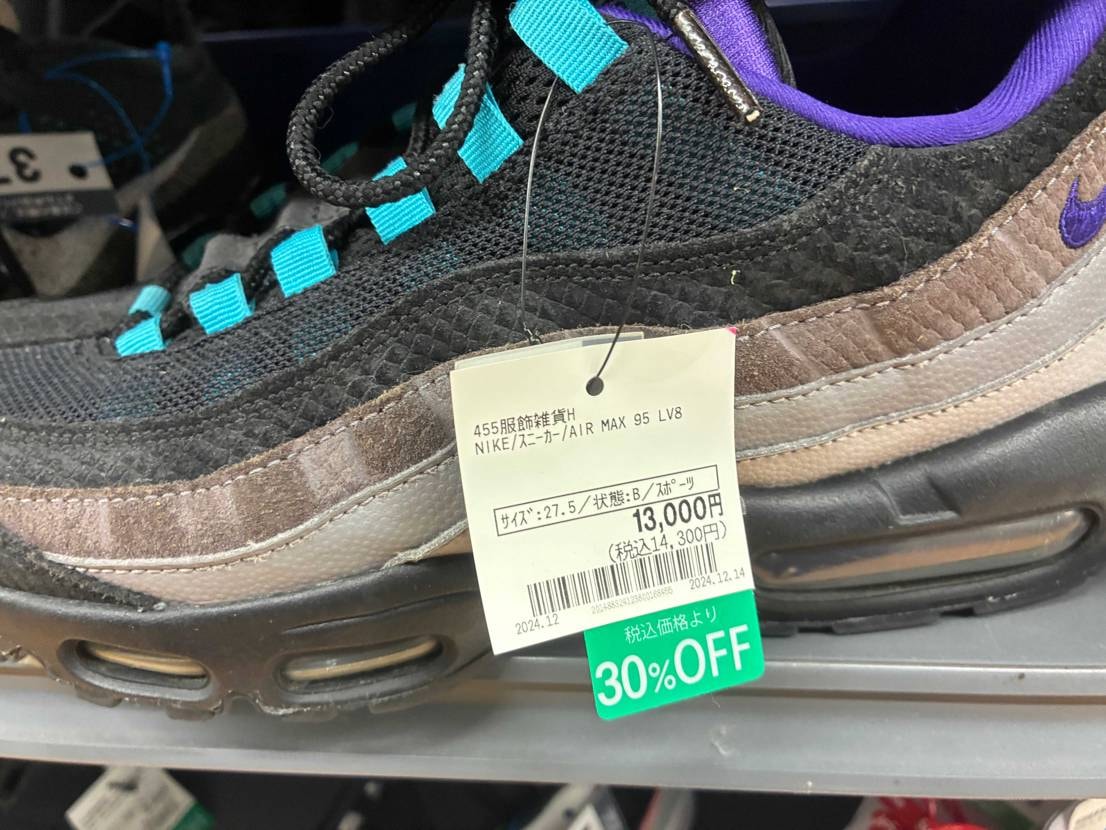 455服飾雑貨H
NIKE/ｽﾆｰｶｰ/AIR MAX 95 LV8
ｻｲｽﾞ:27.5/状態:B/ｽﾎﾟｰﾂ
13,000円
(税込14,300円)
2024.12
2024.12.14
税込価格より
30%OFF